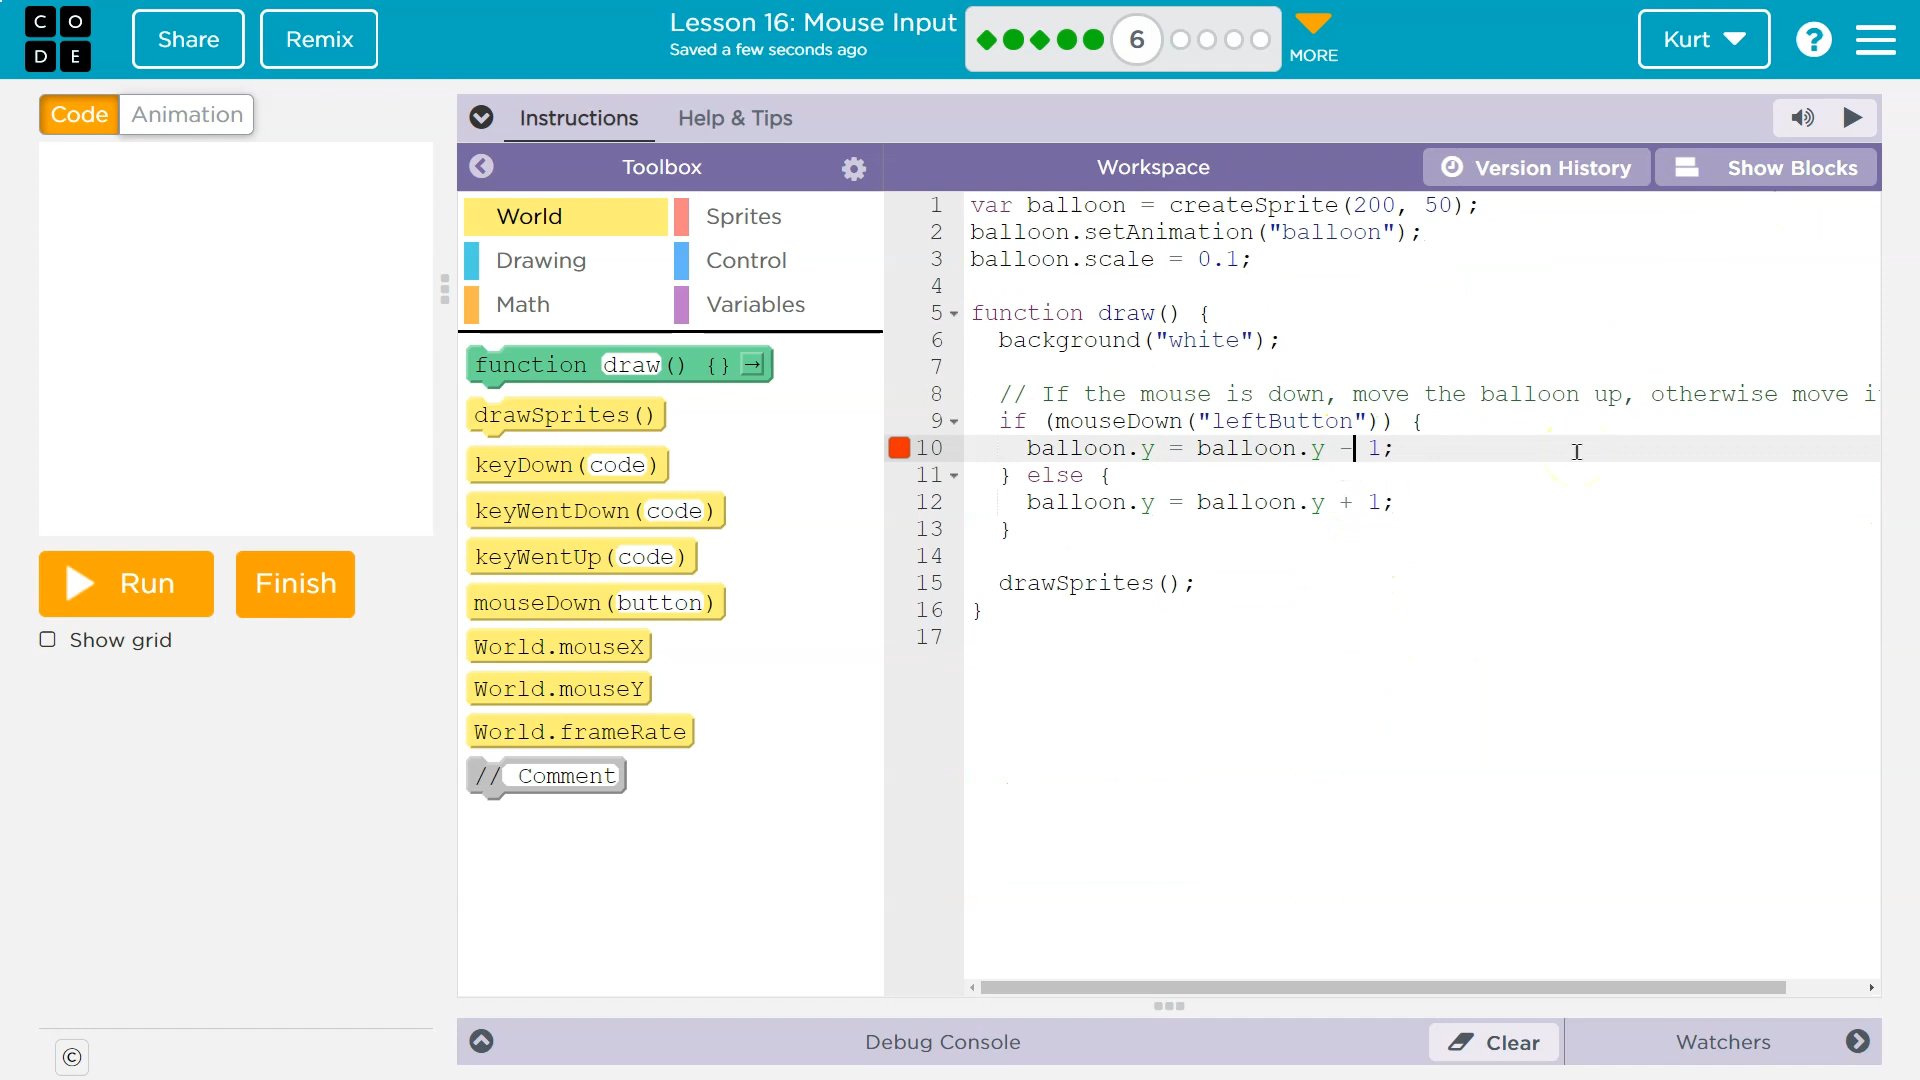 C O
D E
Share
Remix
Lesson 16: Mouse Input
Saved a few seconds ago
6
MORE
Kurt
?
Code
Animation
Instructions
Help & Tips
Toolbox
Workspace
Version History
Show Blocks
World
Sprites
Drawing
Control
Math
Variables
function draw() {}
drawSprites()
keyDown(code)
keyWentDown(code)
keyWentUp(code)
mouseDown(button)
World.mouseX
World.mouseY
World.frameRate
// Comment
1 var balloon = createSprite(200, 50);
2 balloon.setAnimation("balloon");
3 balloon.scale = 0.1;
4
5 function draw() {
6 background("white");
7
8 // If the mouse is down, move the balloon up, otherwise move i
9 if (mouseDown("leftButton")) {
10 balloon.y = balloon.y - 1;
11 } else {
12 balloon.y = balloon.y + 1;
13 }
14
15 drawSprites();
16 }
17
Run
Finish
Show grid
©
Debug Console
Clear
Watchers